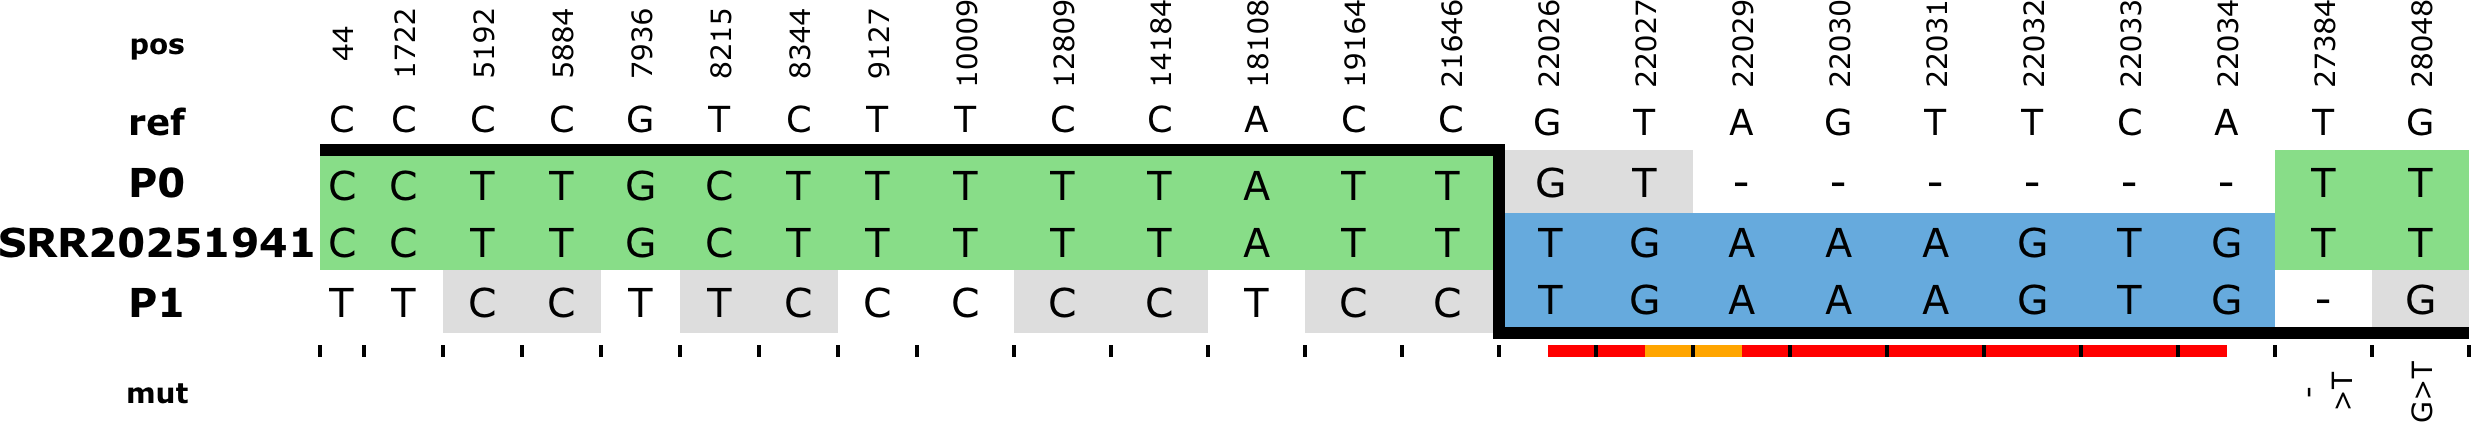 pos 44 1722 5192 5884 7936 8215 8344 9127 10009 12809 14184 18108 19164 21646 22026 22027 22029 22030 22031 22032 22033 22034 27384 28048
ref C C C C G T C T T C C A C C G T A G T T C A T G
P0 C C T T G C T T T T T A T T G T - - - - - - T T
SRR20251941 C C T T G C T T T T T A T T T G A A A G T G T T
P1 T T C C T T C C C C C T C C T G A A A G T G - G
mut - >T G>T